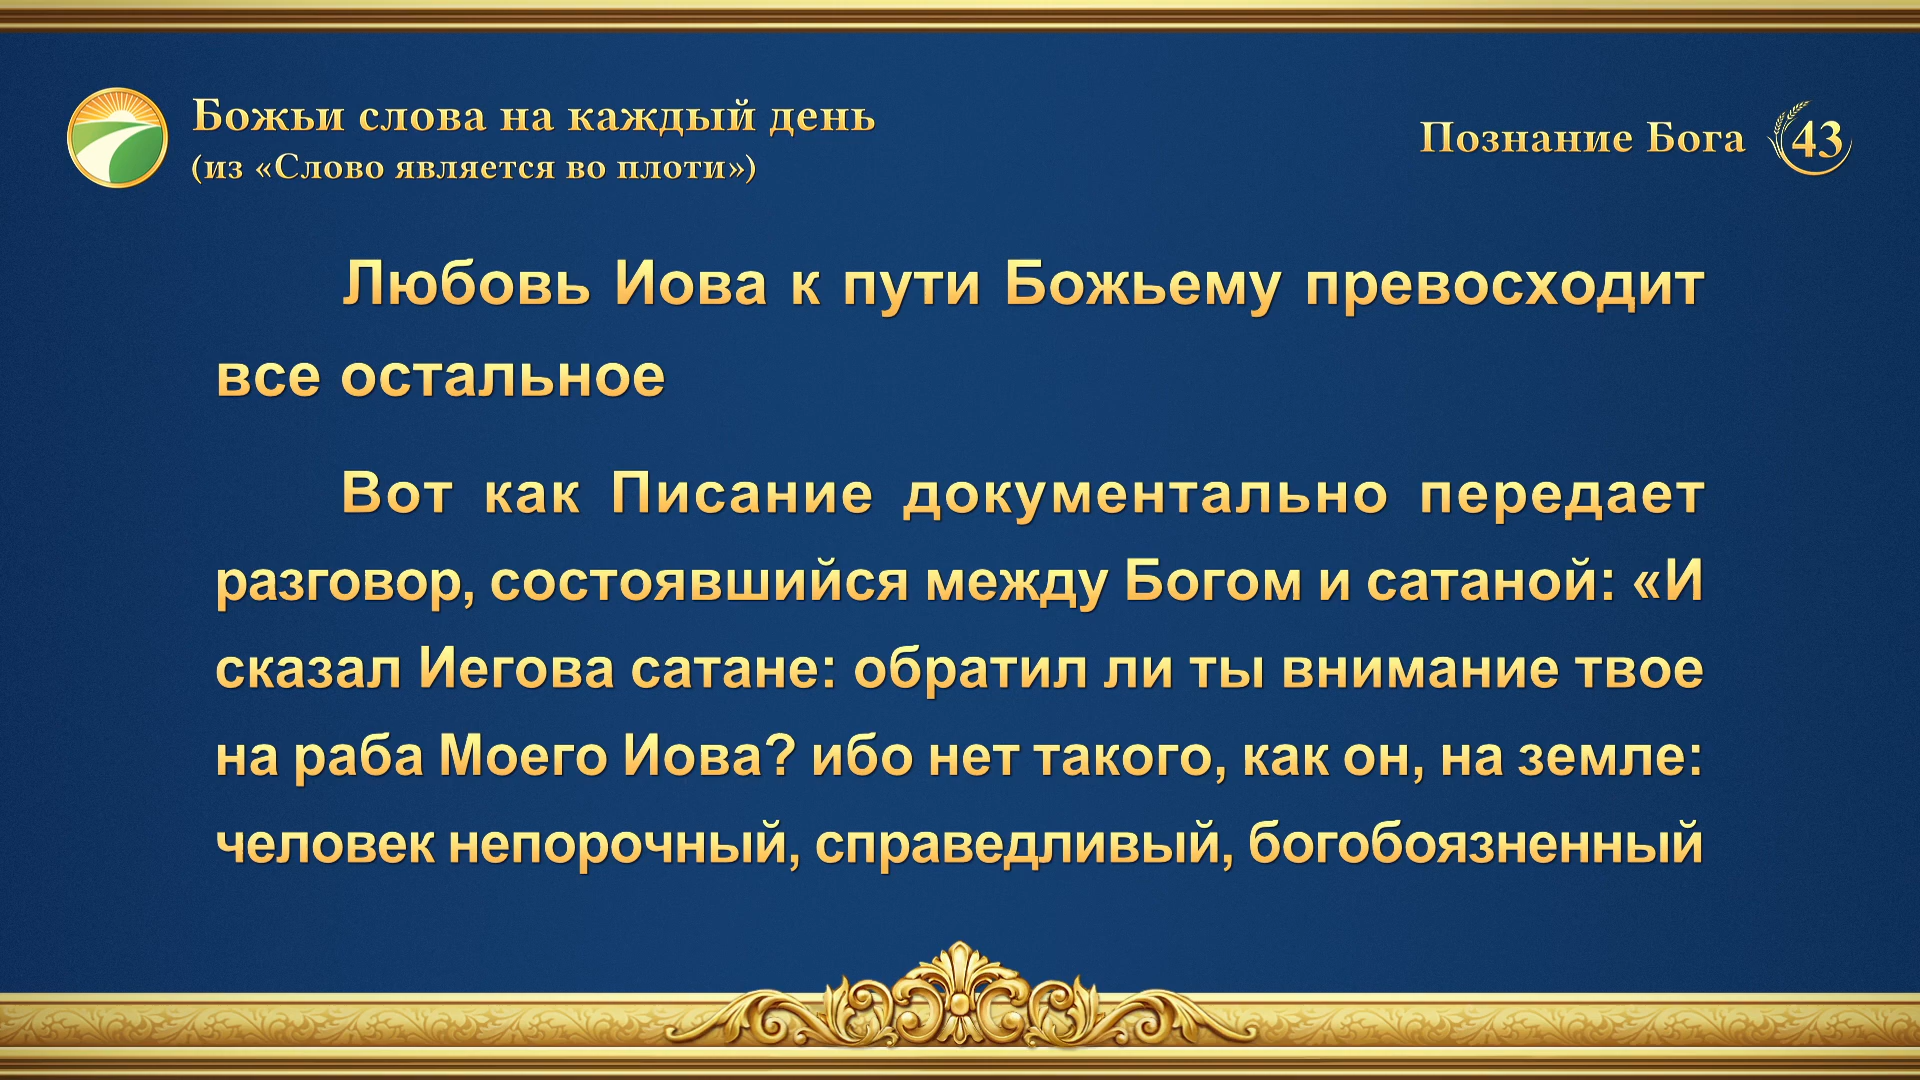 Божьи слова на каждый день
(из «Слово является во плоти»)
Познание Бога 43
Любовь Иова к пути Божьему превосходит
все остальное
Вот как Писание документально передает
разговор, состоявшийся между Богом и сатаной: «И
сказал Иегова сатане: обратил ли ты внимание твое
на раба Моего Иова? ибо нет такого, как он, на земле:
человек непорочный, справедливый, богобоязненный